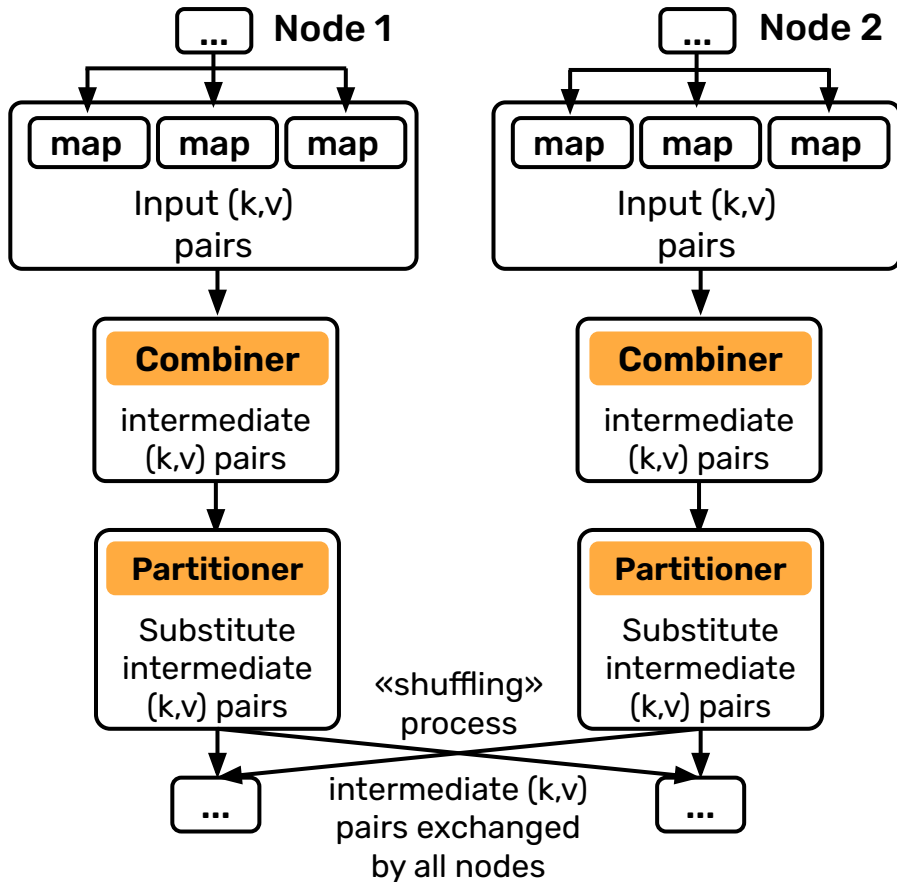 ...
Node 1
map
map
map
Input (k,v)
pairs
Combiner
intermediate
(k,v) pairs
Partitioner
Substitute
intermediate
(k,v) pairs
...
...
Node 2
map
map
map
Input (k,v)
pairs
Combiner
intermediate
(k,v) pairs
Partitioner
Substitute
intermediate
(k,v) pairs
...
«shuffling»
process
intermediate (k,v)
pairs exchanged
by all nodes